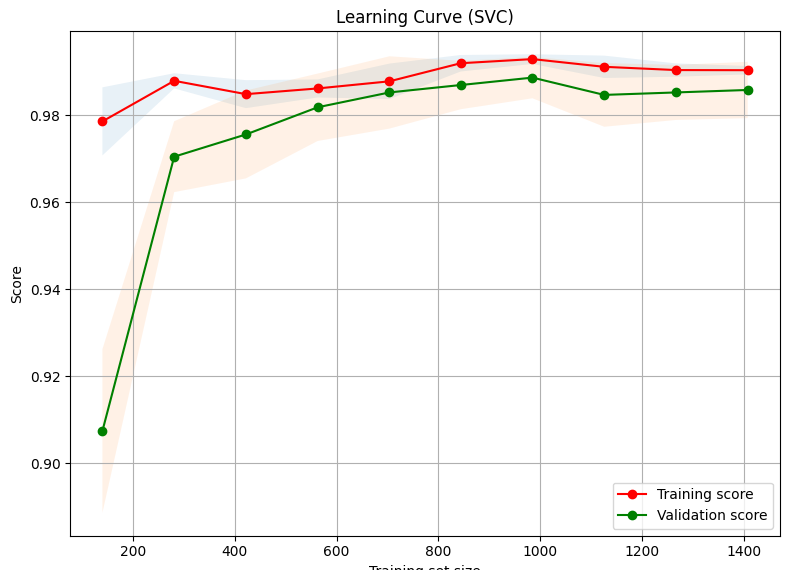 Learning Curve (SVC)
Score
0.98
0.96
0.94
0.92
0.90
200 400 600 800 1000 1200 1400
Training set size
Training score
Validation score